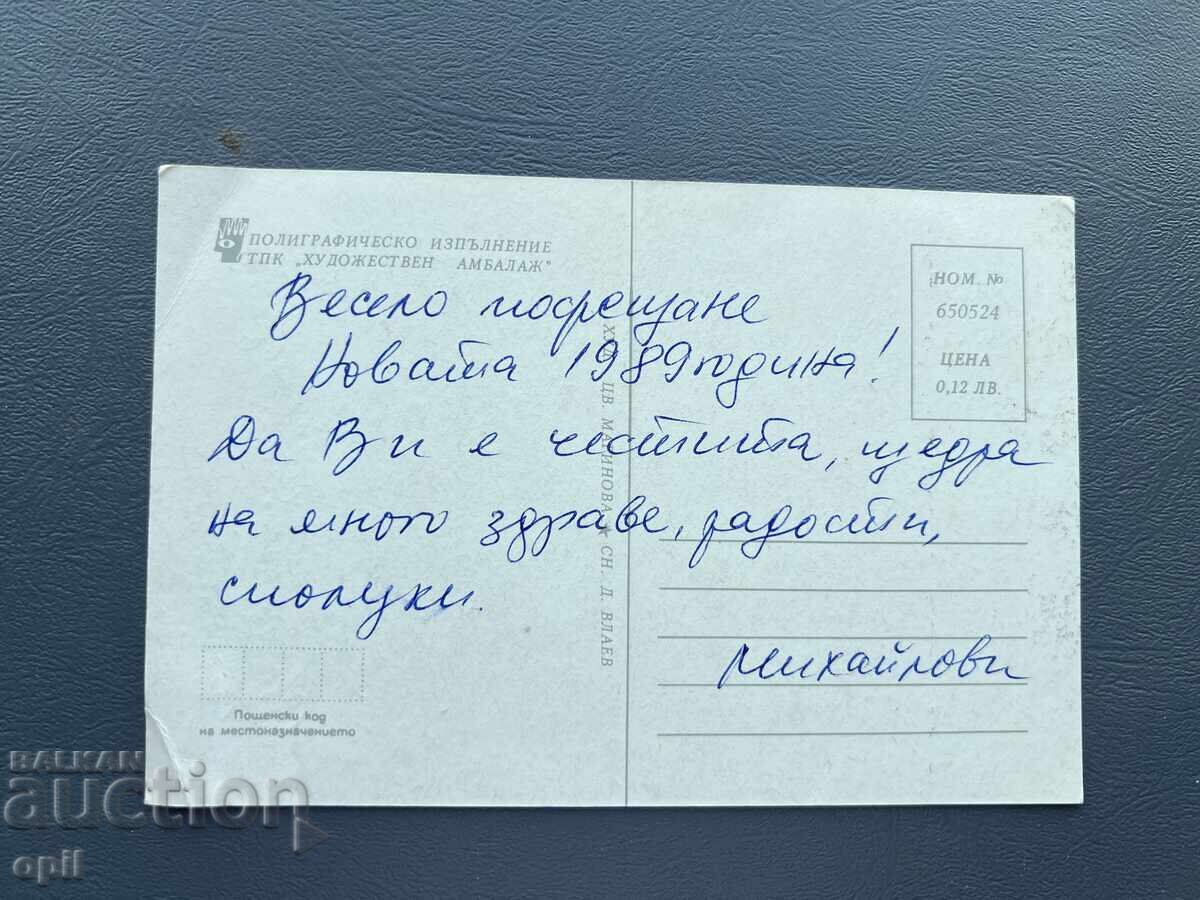 ПОЛИГРАФИЧЕСКО ИЗПЪЛНЕНИЕ
ТПК „ХУДОЖЕСТВЕН АМБАЛАЖ"
Весело посрещане
Новата 1989 година!
Да Ви е честита, щедра
на много здраве, радости,
сполуки.
Михайлови
НОМ. №
650524
ЦЕНА
0,12 ЛВ.
ХУД. ЦВ. МАРИНОВА ★ СН. Д. ВЛАЕВ
Пощенски код
на местоназначението
BALKAN
auction
opil